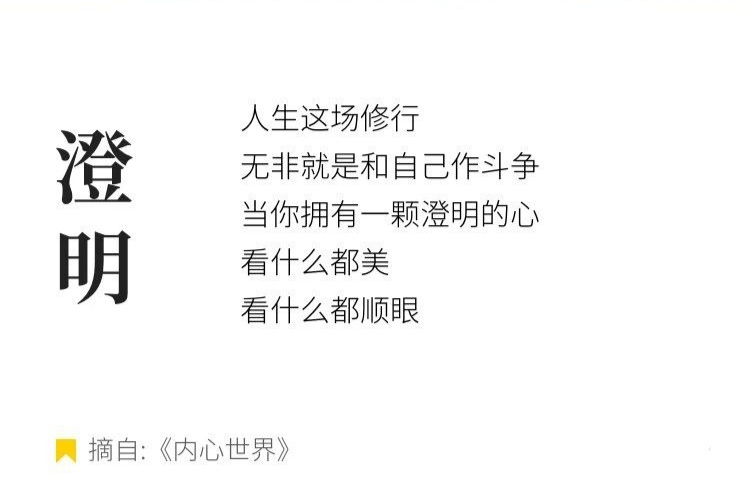 澄明
人生这场修行
无非就是和自己作斗争
当你拥有一颗澄明的心
看什么都美
看什么都顺眼
摘自:《内心世界》